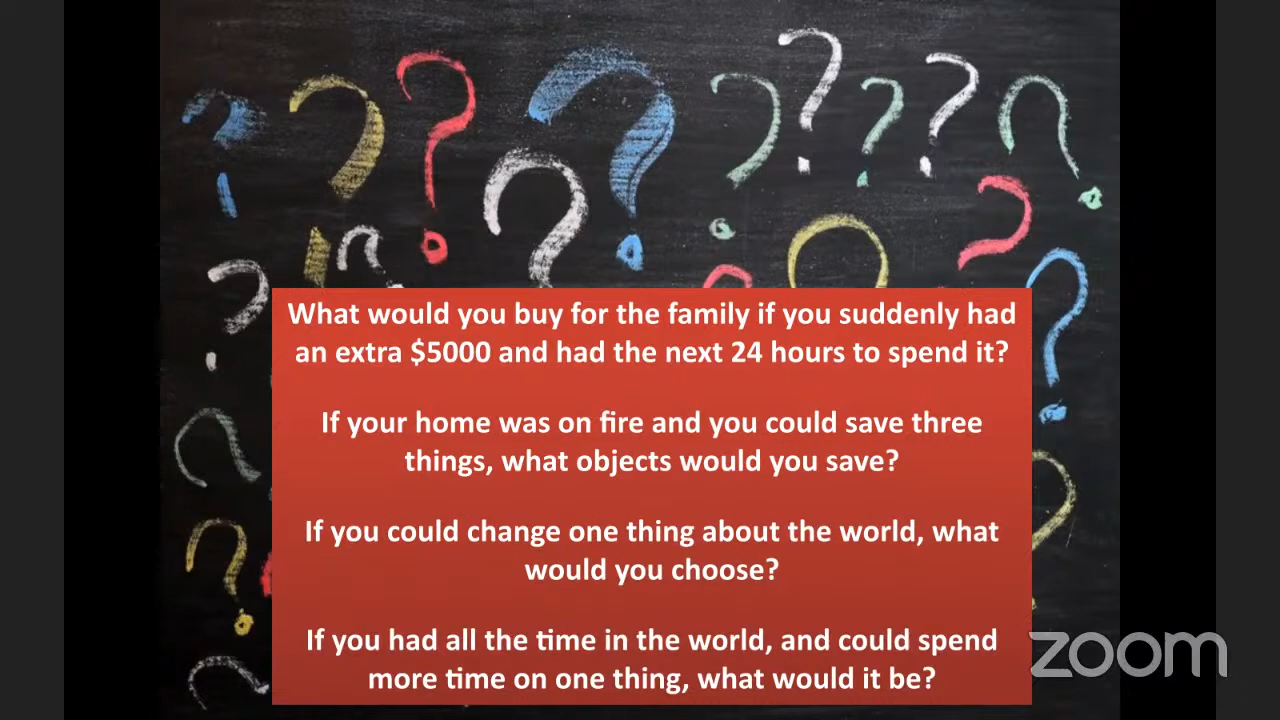 What would you buy for the family if you suddenly had
an extra $5000 and had the next 24 hours to spend it?
If your home was on fire and you could save three
things, what objects would you save?
If you could change one thing about the world, what
would you choose?
If you had all the time in the world, and could spend
more time on one thing, what would it be?
zoom